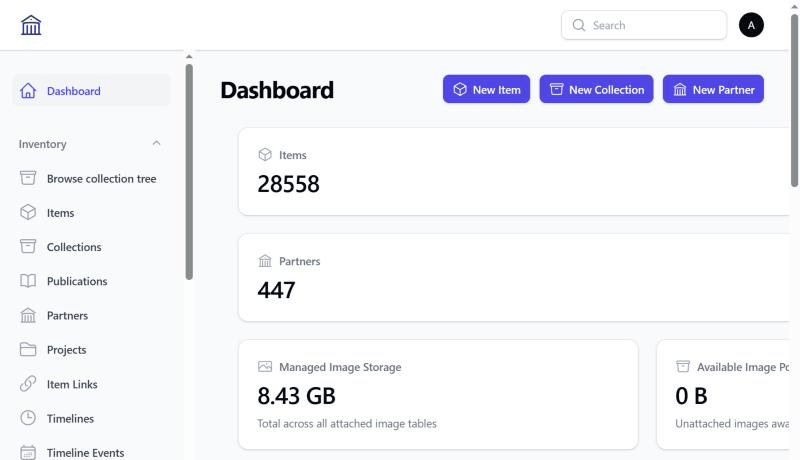 Search
A
Dashboard
Inventory
Browse collection tree
Items
Collections
Publications
Partners
Projects
Item Links
Timelines
Timeline Events
Dashboard
New Item
New Collection
New Partner
Items
28558
Partners
447
Managed Image Storage
8.43 GB
Total across all attached image tables
Available Image
0 B
Unattached images